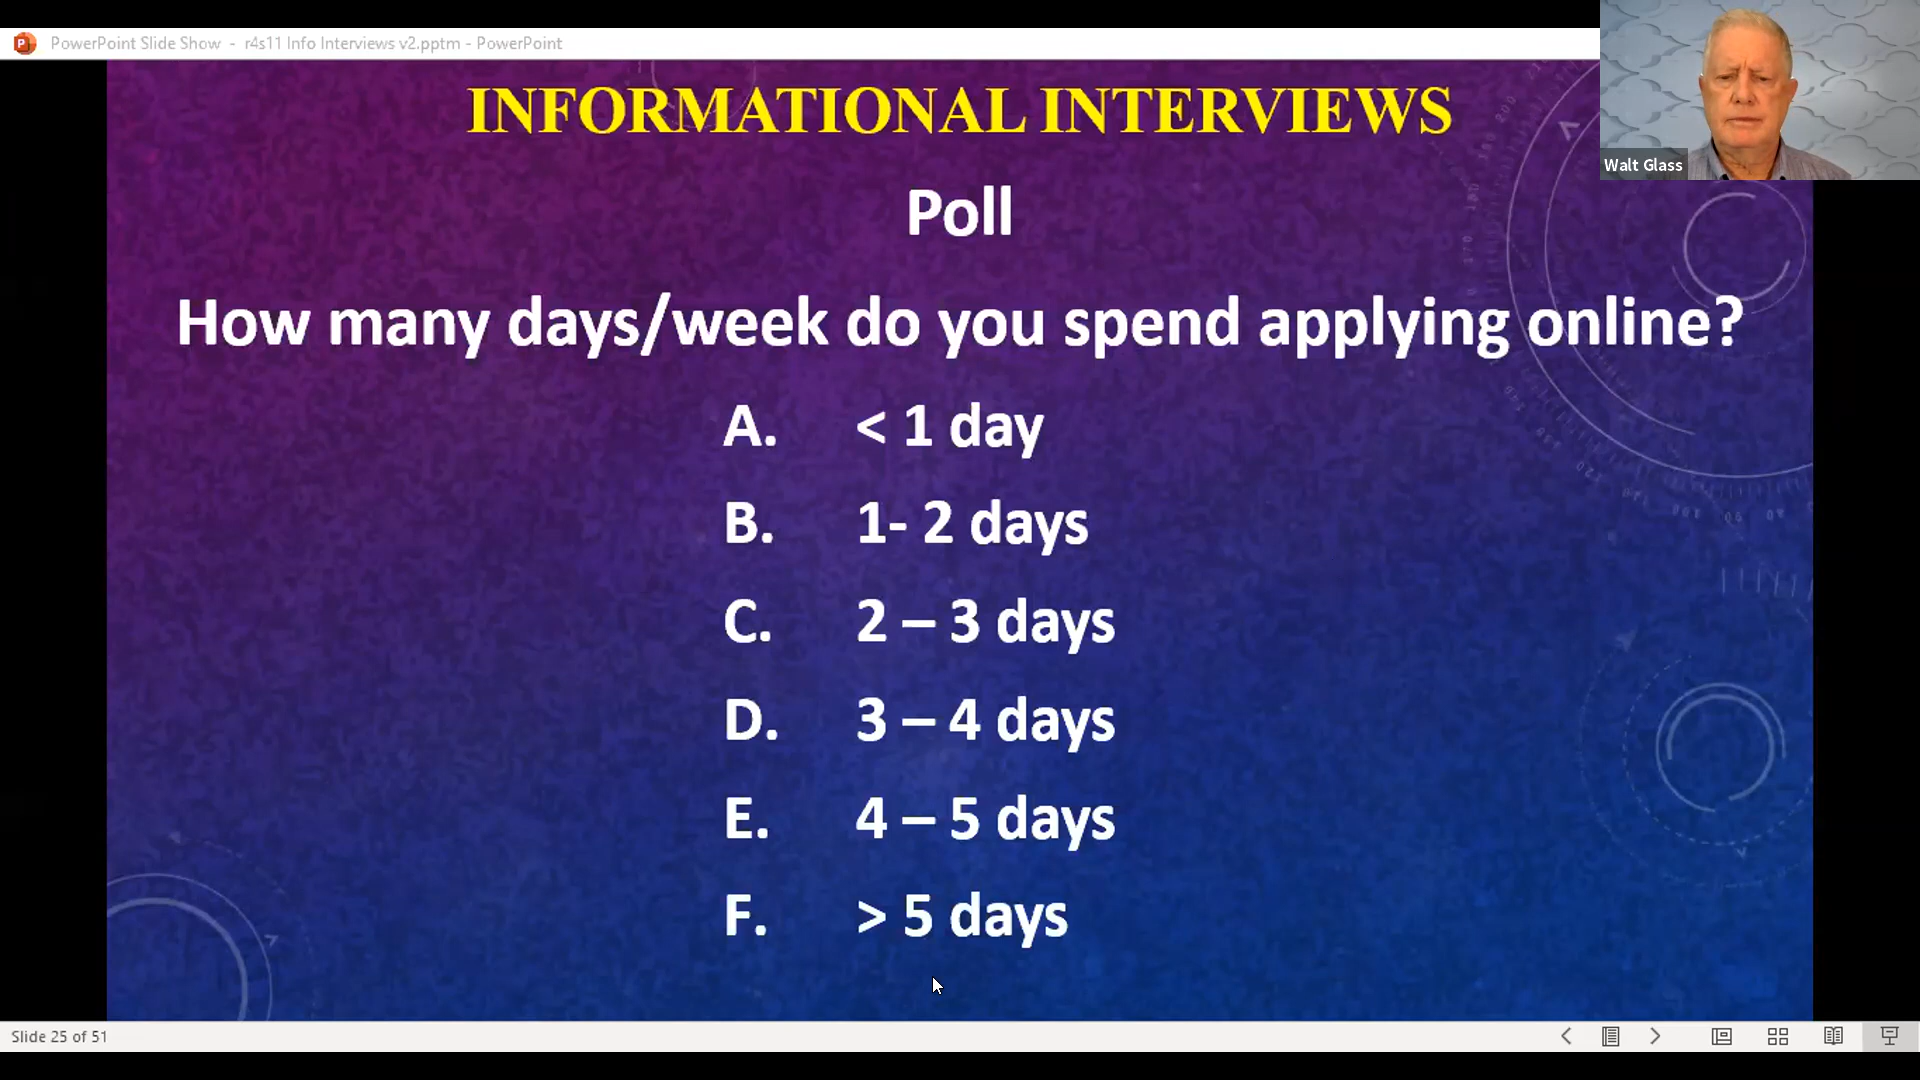 PowerPoint Slide Show - r4s11 Info Interviews v2.pptm - PowerPoint
Walt Glass
INFORMATIONAL INTERVIEWS
Poll
How many days/week do you spend applying online?
A. < 1 day
B. 1- 2 days
C. 2 – 3 days
D. 3 – 4 days
E. 4 – 5 days
F. > 5 days
Slide 25 of 51